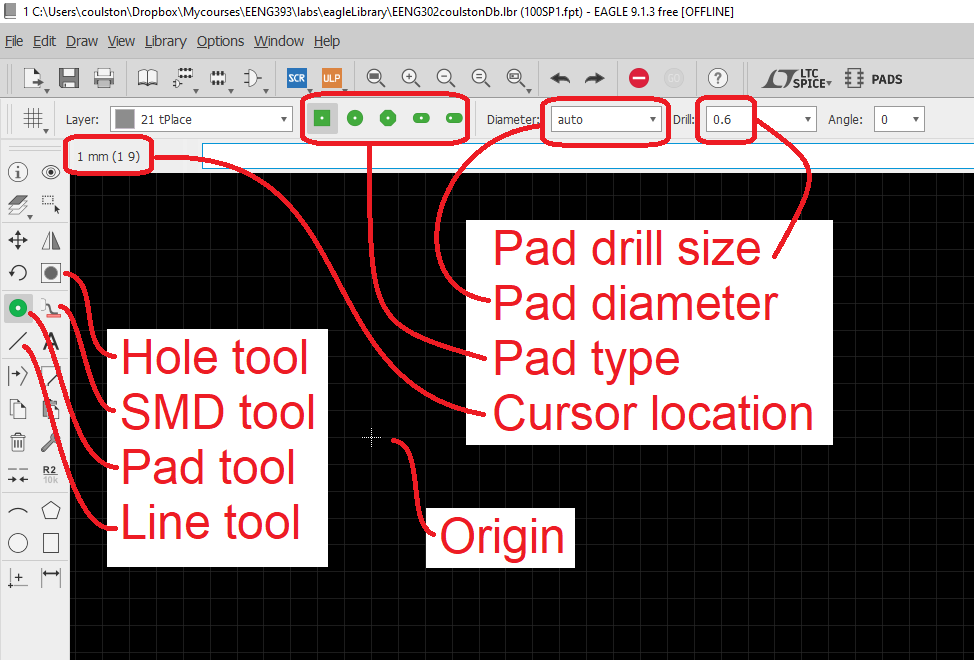 1 C:\Users\coulston\Dropbox\Mycourses\EENG393\labs\eagleLibrary\EENG302coulstonDb.lbr (100SP1.fpt) - EAGLE 9.1.3 free [OFFLINE]
File Edit Draw View Library Options Window Help
SCR ULP GO ? LTC SPICE PADS
Layer: 21 tPlace Diameter: auto Drill: 0.6 Angle: 0
1 mm (1 9)
Pad drill size
Pad diameter
Pad type
Cursor location
A
Hole tool
SMD tool
Pad tool
Line tool
R2
10k
Origin